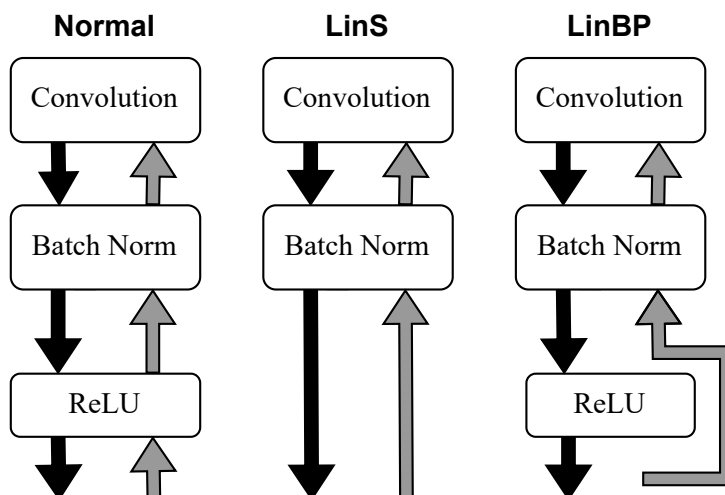 Normal
LinS
LinBP
Convolution
Convolution
Convolution
Batch Norm
Batch Norm
Batch Norm
ReLU
ReLU